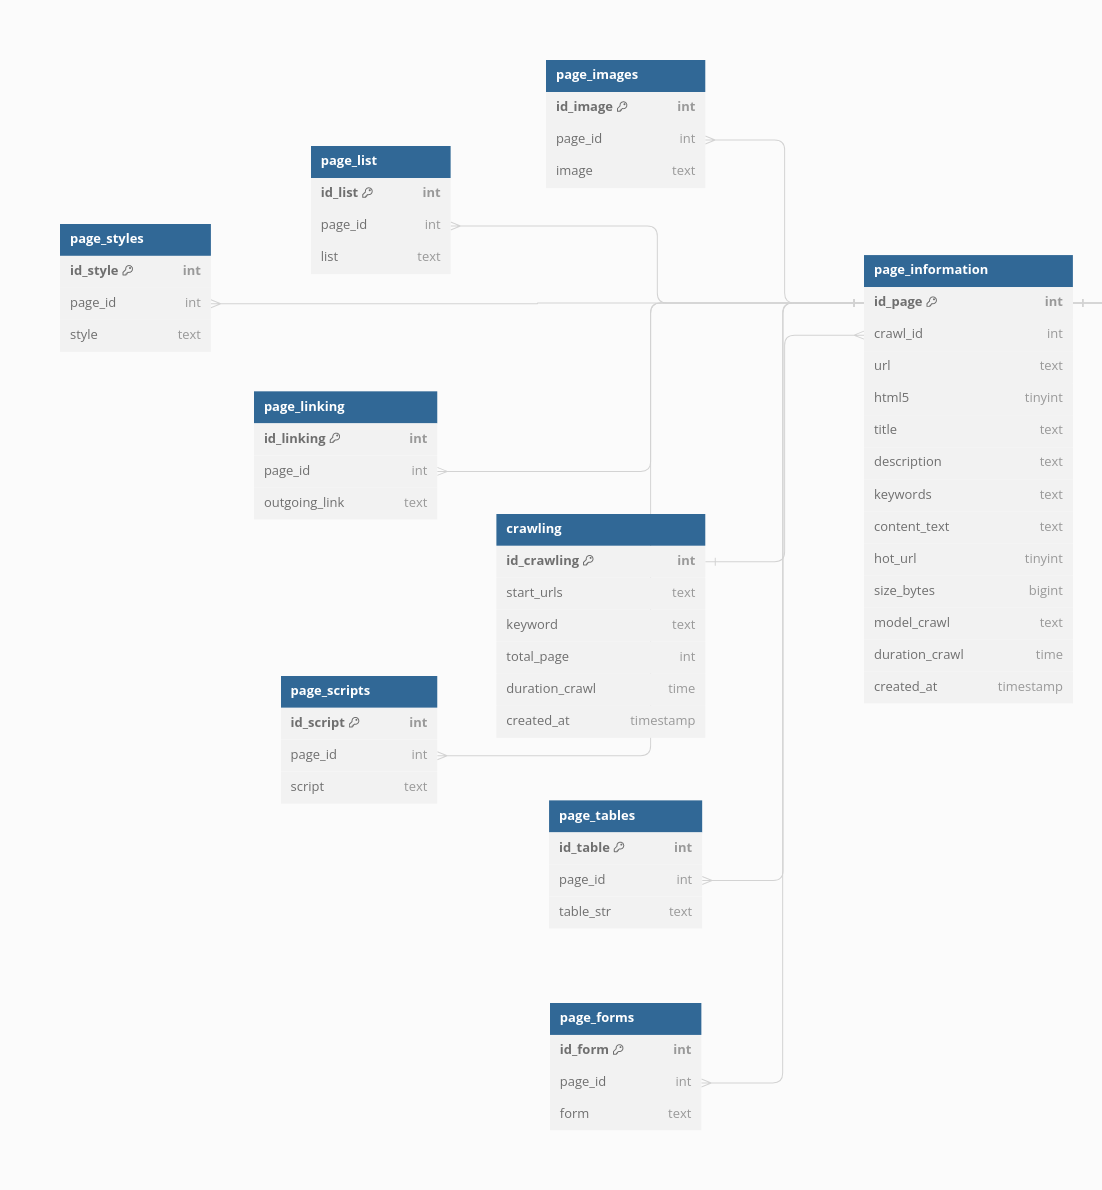 page_images
id_image int
page_id int
image text
page_list
id_list int
page_id int
list text
page_styles
id_style int
page_id int
style text
page_information
id_page int
crawl_id int
url text
html5 tinyint
title text
description text
keywords text
content_text text
hot_url tinyint
size_bytes bigint
model_crawl text
duration_crawl time
created_at timestamp
page_linking
id_linking int
page_id int
outgoing_link text
crawling
id_crawling int
start_urls text
keyword text
total_page int
duration_crawl time
created_at timestamp
page_scripts
id_script int
page_id int
script text
page_tables
id_table int
page_id int
table_str text
page_forms
id_form int
page_id int
form text